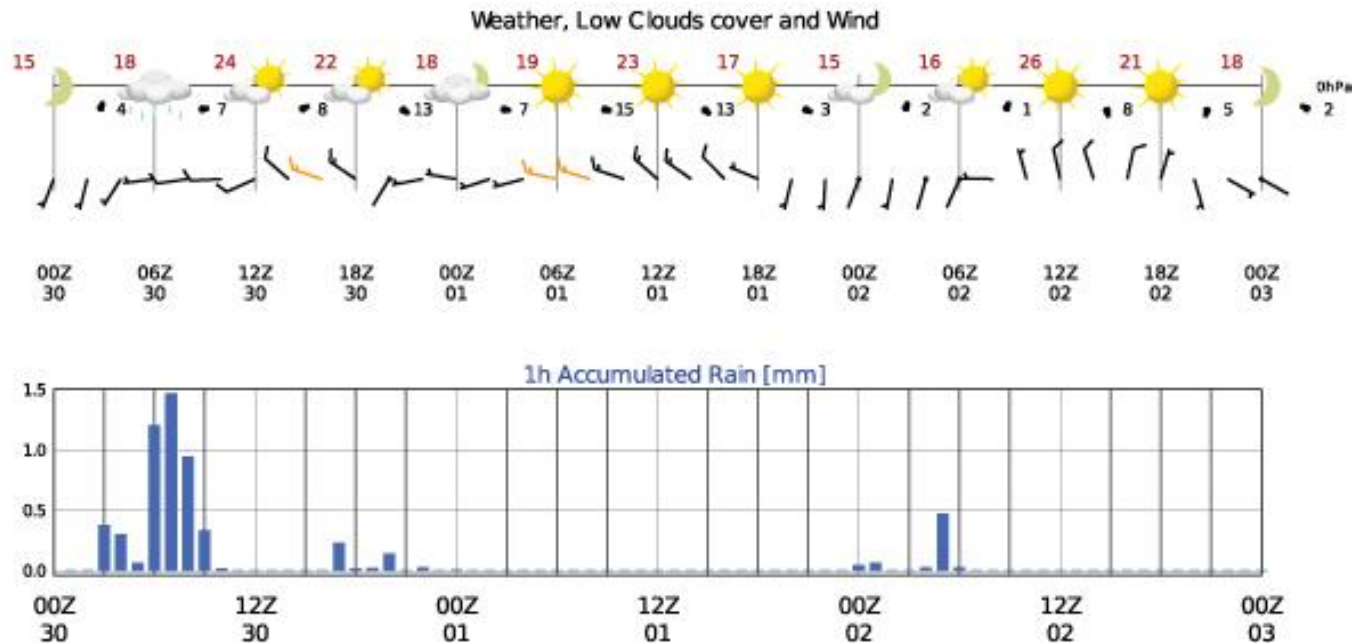 Weather, Low Clouds cover and Wind
15 18 24 22 18 19 23 17 15 16 26 21 18
4 7 8 13 7 15 13 3 2 1 8 5 0hPa 2
00Z 06Z 12Z 18Z 00Z 06Z 12Z 18Z 00Z 06Z 12Z 18Z 00Z
30 30 30 30 01 01 01 01 02 02 02 02 03
1h Accumulated Rain [mm]
1.5
1.0
0.5
0.0
00Z 12Z 00Z 12Z 00Z 12Z 00Z
30 30 01 01 02 02 03